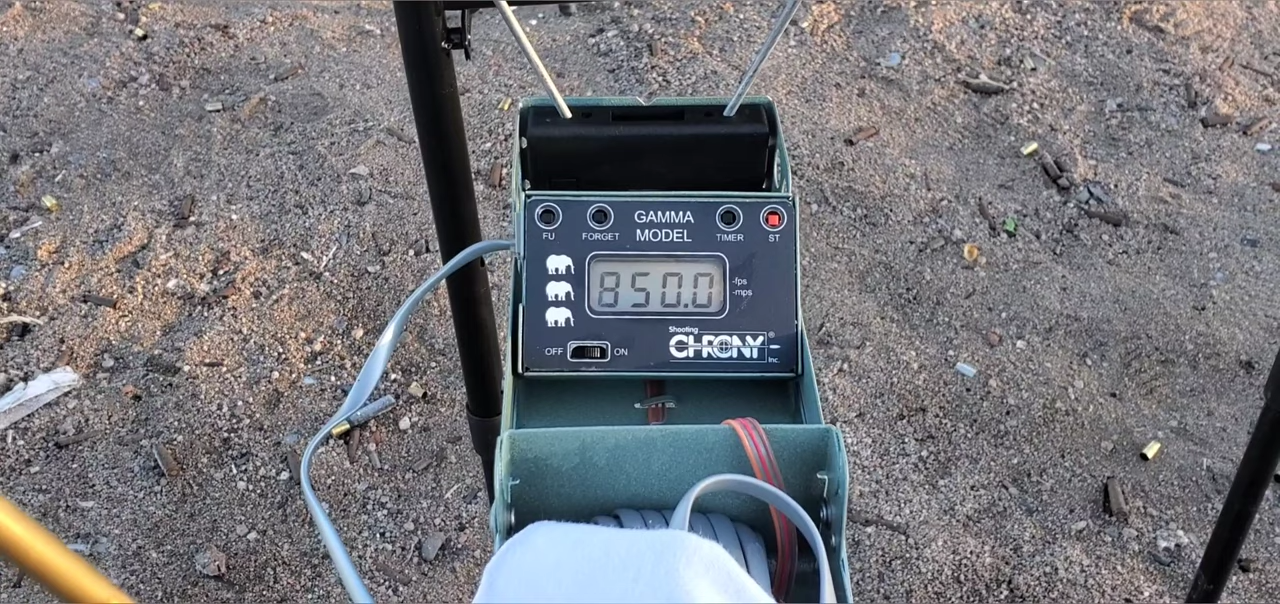 GAMMA
MODEL
FU FORGET TIMER ST
850.0
-fps
-mps
Shooting
CHRONY®
Inc.
OFF ON